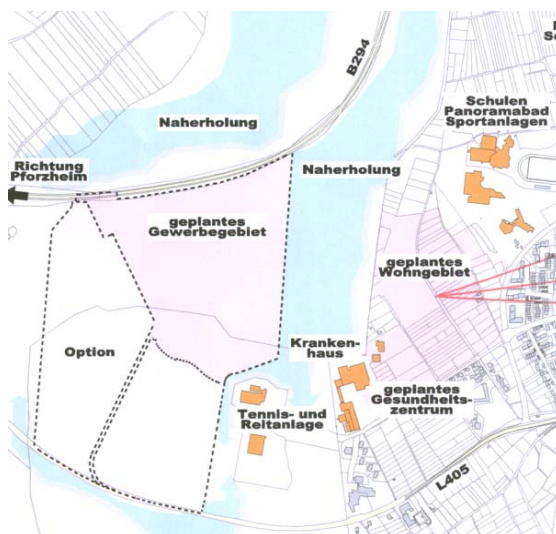 B294
Naherholung
Schulen
Panoramabad
Sportanlagen
Richtung
Pforzheim
Naherholung
geplantes
Gewerbegebiet
geplantes
Wohngebiet
Option
Kranken-
haus
geplantes
Gesundheits-
zentrum
Tennis- und
Reitanlage
L405